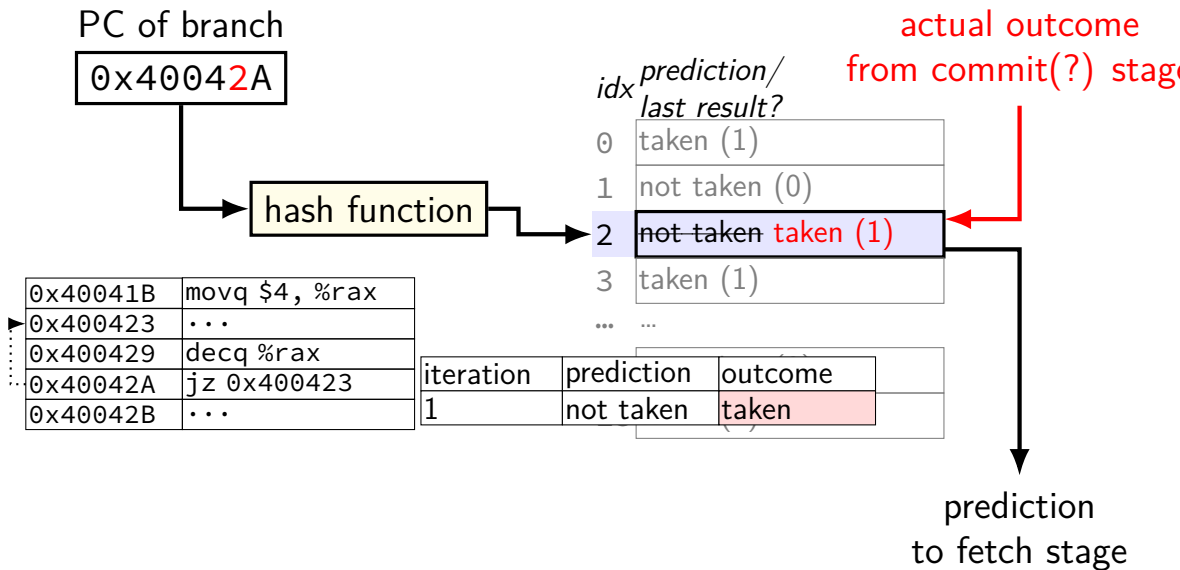 PC of branch
0x40042A
hash function
idx prediction/
last result?
0 taken (1)
1 not taken (0)
2 not taken taken (1)
3 taken (1)
… …
actual outcome
from commit(?) stage
0x40041B movq $4, %rax
0x400423 ...
0x400429 decq %rax
0x40042A jz 0x400423
0x40042B ...
iteration prediction outcome
1 not taken taken
prediction
to fetch stage